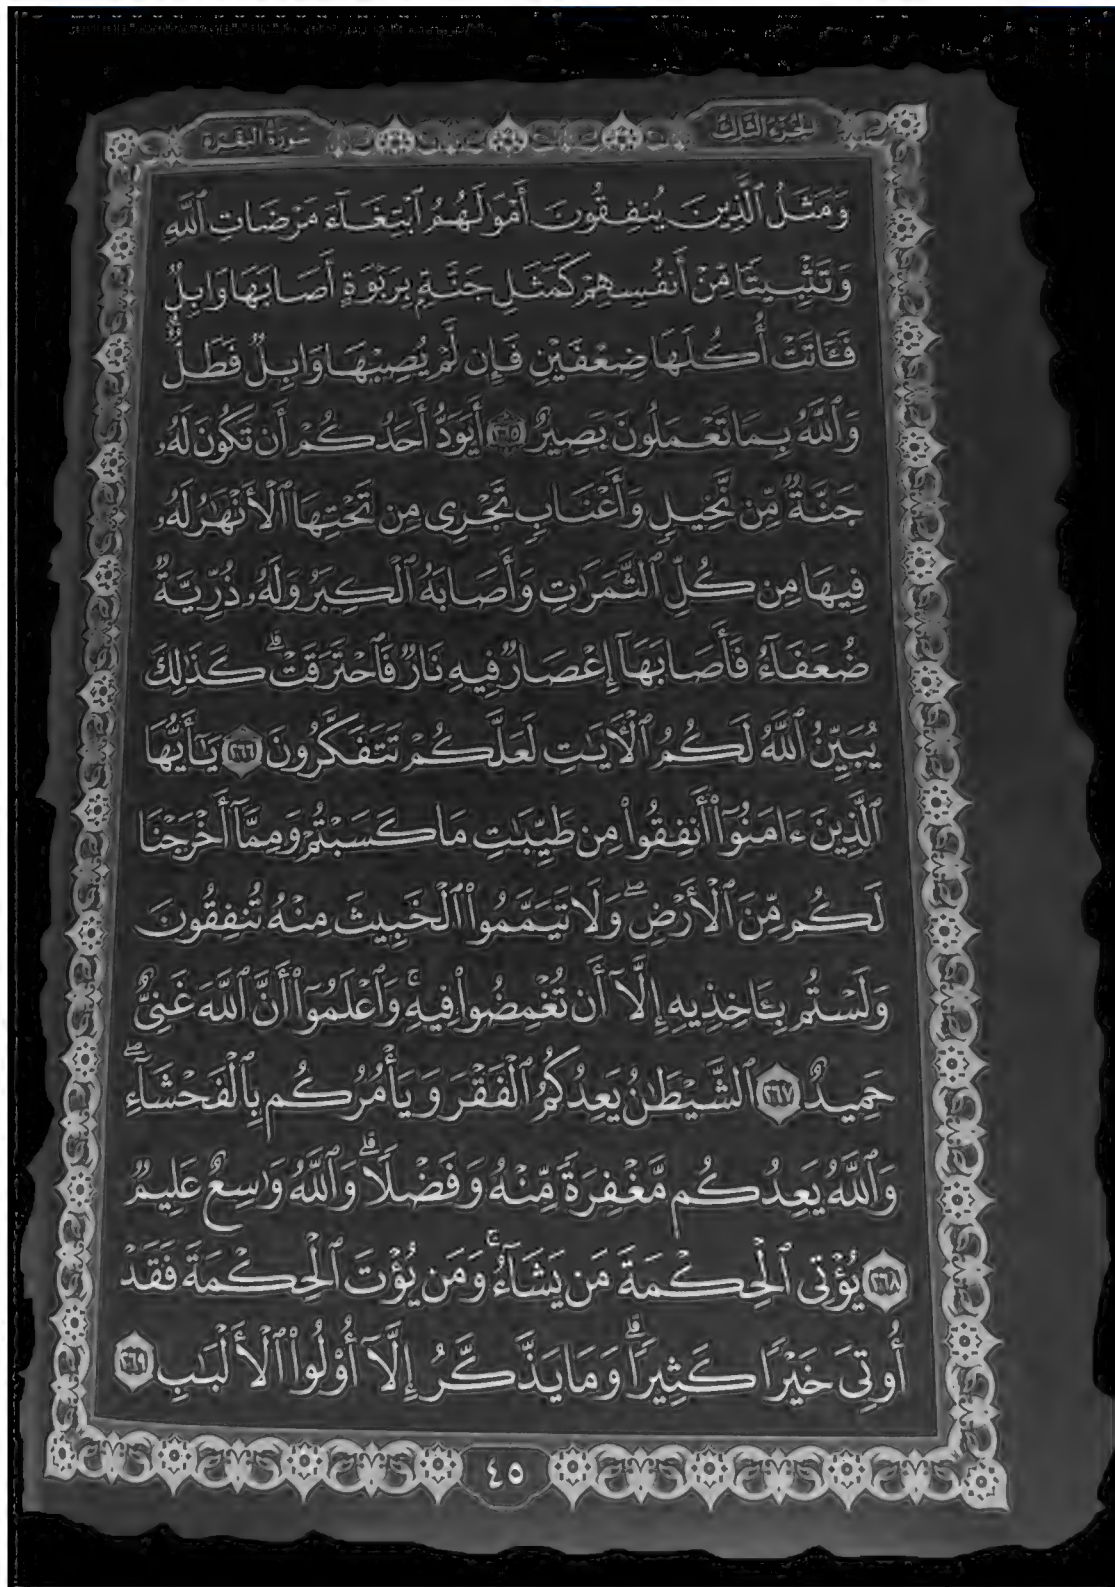 الجزء الثالث
سورة البقرة
وَمَثَلُ ٱلَّذِينَ يُنفِقُونَ أَمْوَٰلَهُمُ ٱبْتِغَآءَ مَرْضَاتِ ٱللَّهِ
وَتَثْبِيتًا مِّنْ أَنفُسِهِمْ كَمَثَلِ جَنَّةٍۭ بِرَبْوَةٍ أَصَابَهَا وَابِلٌ
فَـَٔاتَتْ أُكُلَهَا ضِعْفَيْنِ فَإِن لَّمْ يُصِبْهَا وَابِلٌ فَطَلٌّ
وَٱللَّهُ بِمَا تَعْمَلُونَ بَصِيرٌ ٢٦٥ أَيَوَدُّ أَحَدُكُمْ أَن تَكُونَ لَهُۥ
جَنَّةٌ مِّن نَّخِيلٍ وَأَعْنَابٍ تَجْرِى مِن تَحْتِهَا ٱلْأَنْهَٰرُ لَهُۥ
فِيهَا مِن كُلِّ ٱلثَّمَرَٰتِ وَأَصَابَهُ ٱلْكِبَرُ وَلَهُۥ ذُرِّيَّةٌ
ضُعَفَآءُ فَأَصَابَهَآ إِعْصَارٌ فِيهِ نَارٌ فَٱحْتَرَقَتْ ۗ كَذَٰلِكَ
يُبَيِّنُ ٱللَّهُ لَكُمُ ٱلْـَٔايَٰتِ لَعَلَّكُمْ تَتَفَكَّرُونَ ٢٦٦ يَٰٓأَيُّهَا
ٱلَّذِينَ ءَامَنُوٓا۟ أَنفِقُوا۟ مِن طَيِّبَٰتِ مَا كَسَبْتُمْ وَمِمَّآ أَخْرَجْنَا
لَكُم مِّنَ ٱلْأَرْضِ ۖ وَلَا تَيَمَّمُوا۟ ٱلْخَبِيثَ مِنْهُ تُنفِقُونَ
وَلَسْتُم بِـَٔاخِذِيهِ إِلَّآ أَن تُغْمِضُوا۟ فِيهِ ۚ وَٱعْلَمُوٓا۟ أَنَّ ٱللَّهَ غَنِىٌّ
حَمِيدٌ ٢٦٧ ٱلشَّيْطَٰنُ يَعِدُكُمُ ٱلْفَقْرَ وَيَأْمُرُكُم بِٱلْفَحْشَآءِ ۖ
وَٱللَّهُ يَعِدُكُم مَّغْفِرَةً مِّنْهُ وَفَضْلًا ۗ وَٱللَّهُ وَٰسِعٌ عَلِيمٌ
٢٦٨ يُؤْتِى ٱلْحِكْمَةَ مَن يَشَآءُ ۚ وَمَن يُؤْتَ ٱلْحِكْمَةَ فَقَدْ
أُوتِىَ خَيْرًا كَثِيرًا ۗ وَمَا يَذَّكَّرُ إِلَّآ أُو۟لُوا۟ ٱلْأَلْبَٰبِ ٢٦٩
٤٥